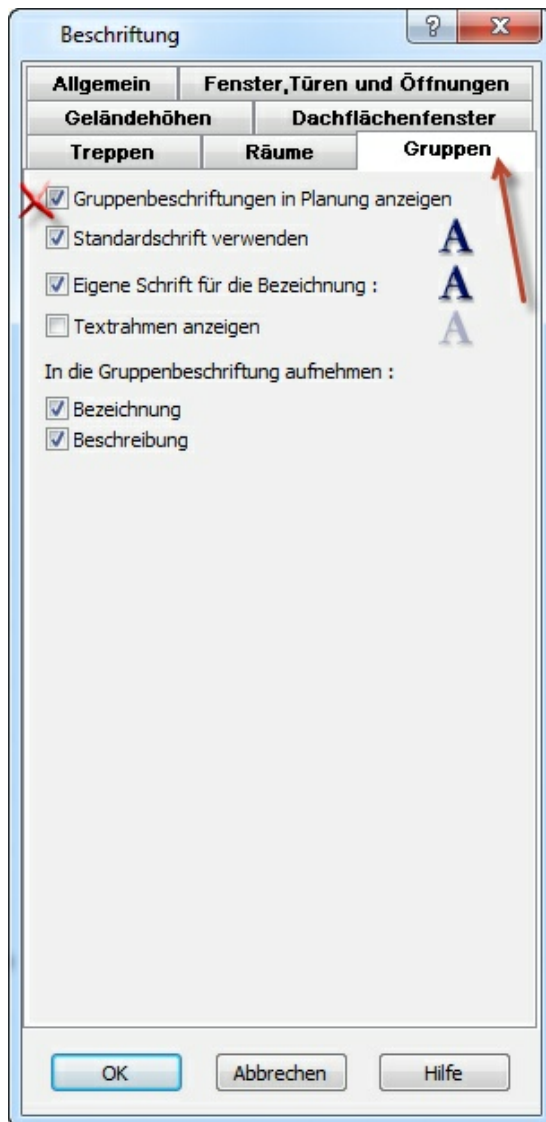 Beschriftung
Allgemein
Fenster,Türen und Öffnungen
Geländehöhen
Dachflächenfenster
Treppen
Räume
Gruppen
Gruppenbeschriftungen in Planung anzeigen
Standardschrift verwenden
A
Eigene Schrift für die Bezeichnung :
A
Textrahmen anzeigen
A
In die Gruppenbeschriftung aufnehmen :
Bezeichnung
Beschreibung
OK
Abbrechen
Hilfe